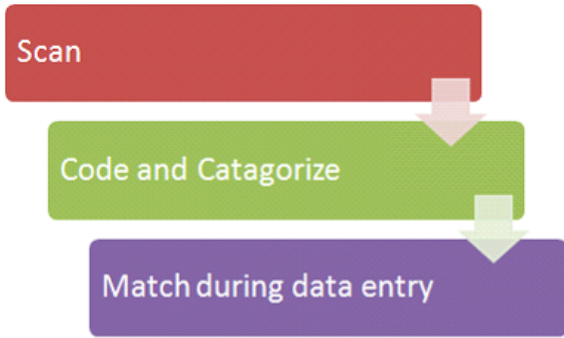 Scan
Code and Catagorize
Match during data entry